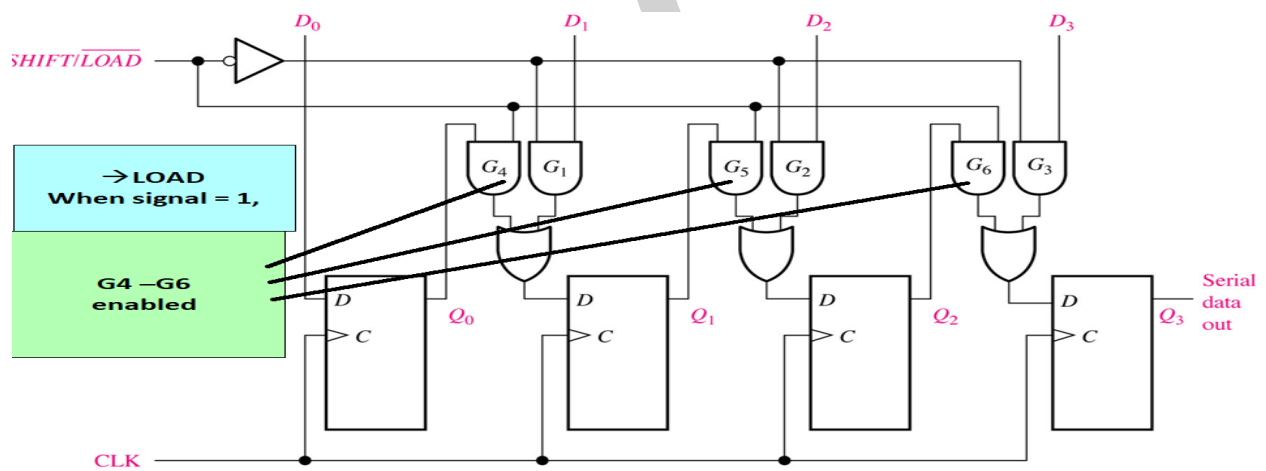 D0 D1 D2 D3
SHIFT/LOAD
→LOAD
When signal = 1,
G4 –G6
enabled
G4 G1 G5 G2 G6 G3
D D D D
C C C C
Q0 Q1 Q2 Q3
Serial
data
out
CLK